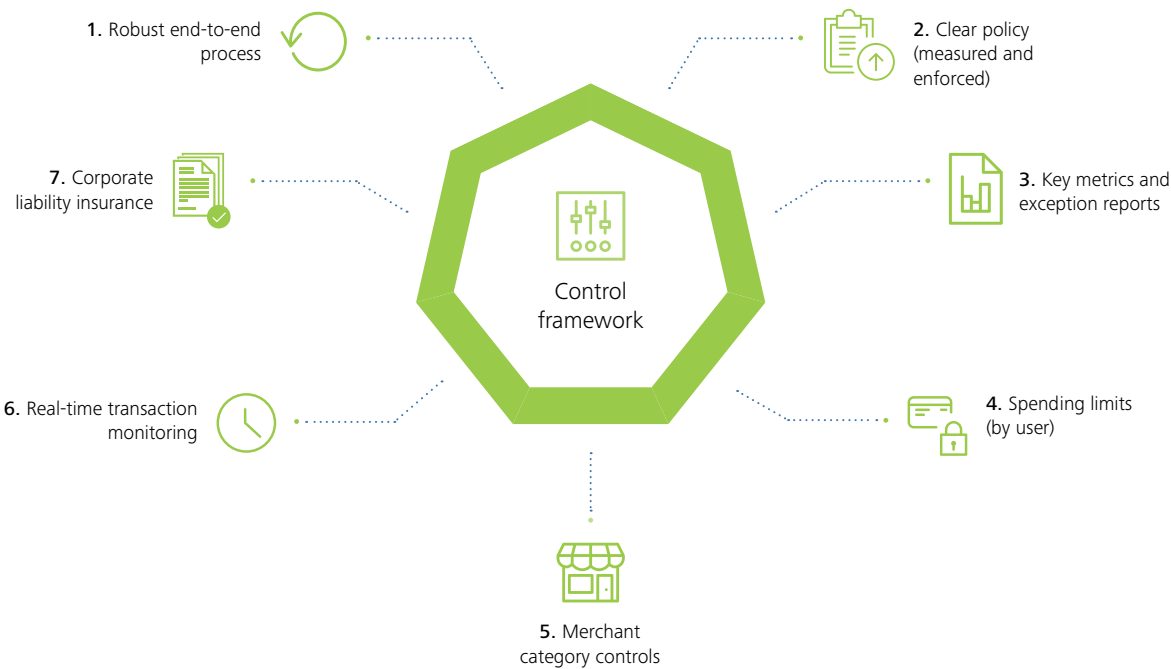 1. Robust end-to-end
process
2. Clear policy
(measured and
enforced)
7. Corporate
liability insurance
3. Key metrics and
exception reports
Control
framework
6. Real-time transaction
monitoring
4. Spending limits
(by user)
5. Merchant
category controls